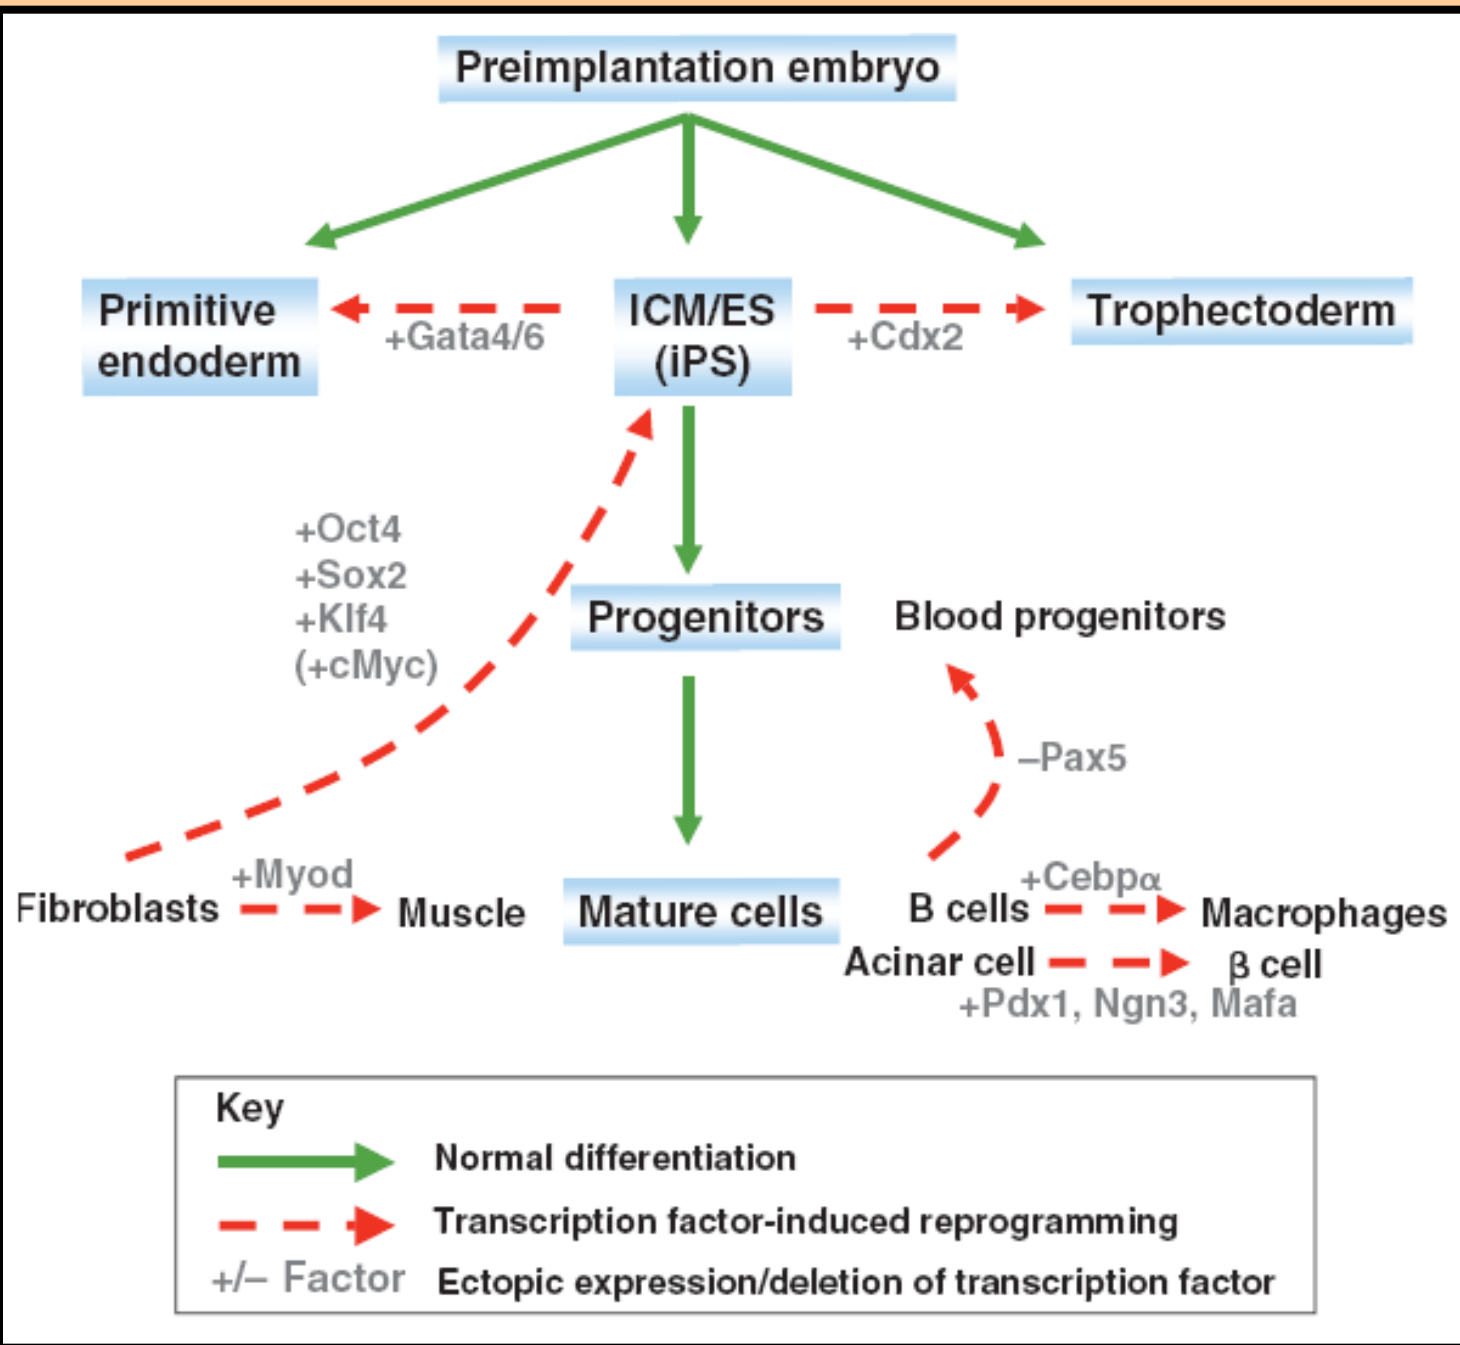 Preimplantation embryo
Primitive
endoderm
+Gata4/6
ICM/ES
(iPS)
+Cdx2
Trophectoderm
+Oct4
+Sox2
+Klf4
(+cMyc)
Progenitors
Blood progenitors
–Pax5
Fibroblasts
+Myod
Muscle
Mature cells
B cells
+Cebpα
Macrophages
Acinar cell
β cell
+Pdx1, Ngn3, Mafa
Key
Normal differentiation
Transcription factor-induced reprogramming
+/– Factor Ectopic expression/deletion of transcription factor